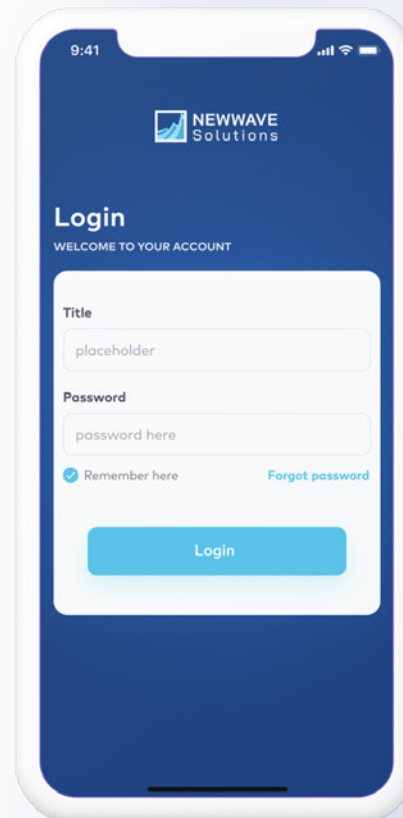 9:41
NEWWAVE
Solutions
Login
WELCOME TO YOUR ACCOUNT
Title
placeholder
Password
password here
Remember here
Forgot password
Login